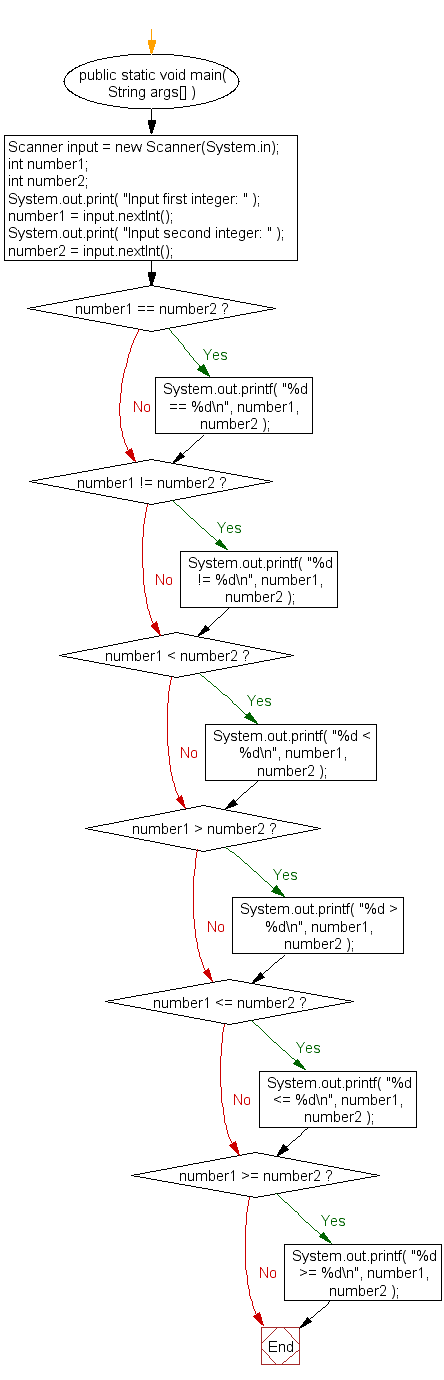 public static void main(
String args[] )
Scanner input = new Scanner(System.in);
int number1;
int number2;
System.out.print( "Input first integer: " );
number1 = input.nextInt();
System.out.print( "Input second integer: " );
number2 = input.nextInt();
number1 == number2 ?
Yes
No
System.out.printf( "%d
== %d\n", number1,
number2 );
number1 != number2 ?
Yes
No
System.out.printf( "%d
!= %d\n", number1,
number2 );
number1 < number2 ?
Yes
No
System.out.printf( "%d <
%d\n", number1,
number2 );
number1 > number2 ?
Yes
No
System.out.printf( "%d >
%d\n", number1,
number2 );
number1 <= number2 ?
Yes
No
System.out.printf( "%d
<= %d\n", number1,
number2 );
number1 >= number2 ?
Yes
No
System.out.printf( "%d
>= %d\n", number1,
number2 );
End